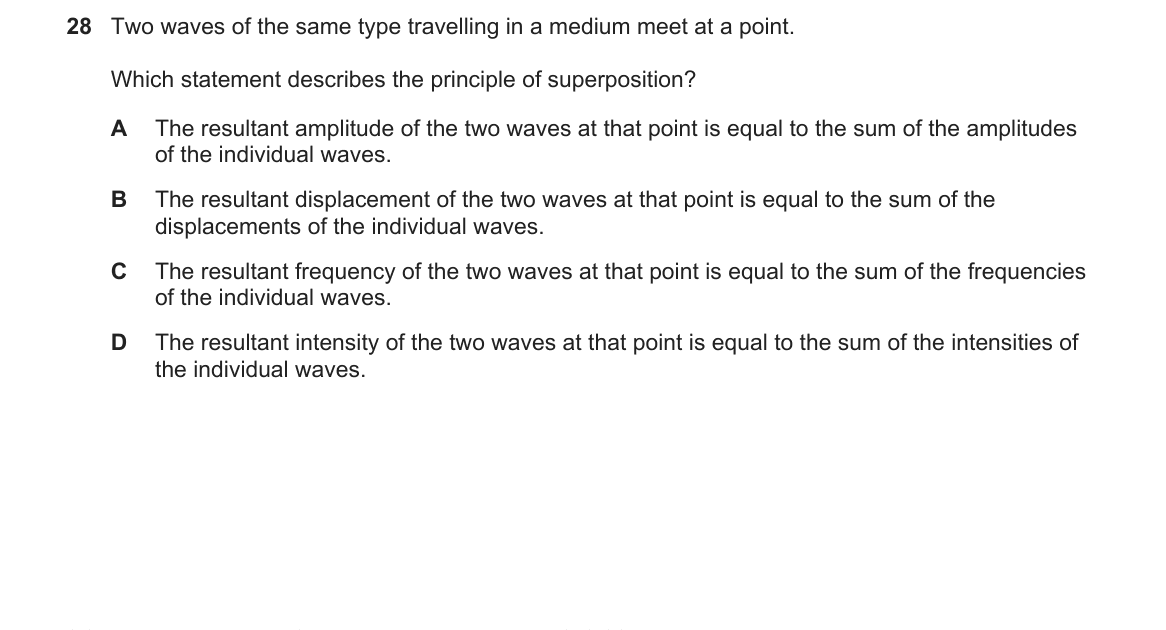 28 Two waves of the same type travelling in a medium meet at a point.
Which statement describes the principle of superposition?
A The resultant amplitude of the two waves at that point is equal to the sum of the amplitudes
of the individual waves.
B The resultant displacement of the two waves at that point is equal to the sum of the
displacements of the individual waves.
C The resultant frequency of the two waves at that point is equal to the sum of the frequencies
of the individual waves.
D The resultant intensity of the two waves at that point is equal to the sum of the intensities of
the individual waves.